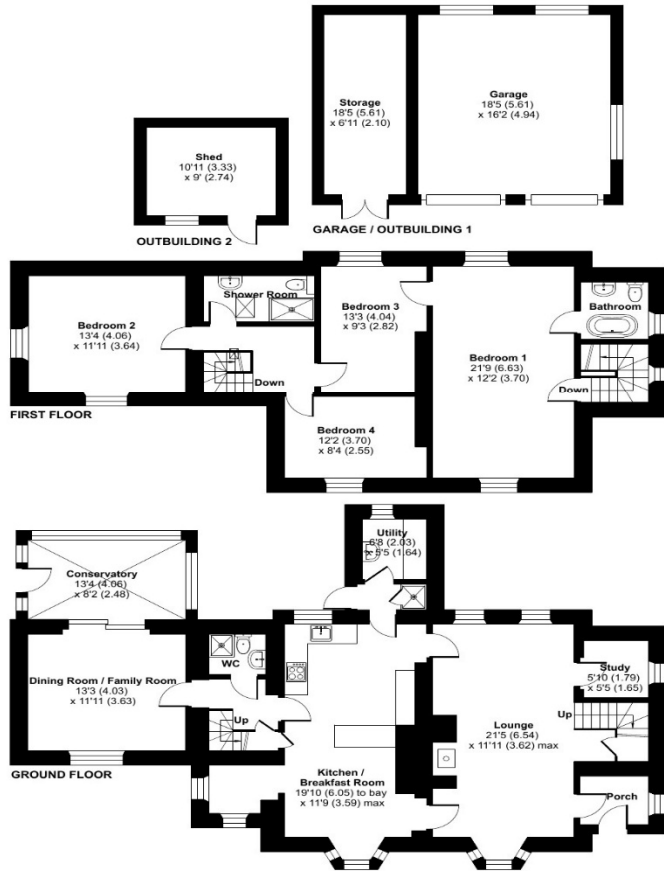 Storage
18'5 (5.61)
x 6'11 (2.10)
Garage
18'5 (5.61)
x 16'2 (4.94)
Shed
10'11 (3.33)
x 9' (2.74)
OUTBUILDING 2
GARAGE / OUTBUILDING 1
Bedroom 2
13'4 (4.06)
x 11'11 (3.64)
Shower Room
Bedroom 3
13'3 (4.04)
x 9'3 (2.82)
Bathroom
Bedroom 1
21'9 (6.63)
x 12'2 (3.70)
Down
Down
Bedroom 4
12'2 (3.70)
x 8'4 (2.55)
FIRST FLOOR
Utility
6'8 (2.03)
x 5'5 (1.64)
Conservatory
13'4 (4.06)
x 8'2 (2.48)
Dining Room / Family Room
13'3 (4.03)
x 11'11 (3.63)
WC
Up
Study
5'10 (1.79)
x 5'5 (1.65)
Up
Lounge
21'5 (6.54)
x 11'11 (3.62) max
Kitchen /
Breakfast Room
19'10 (6.05) to bay
x 11'9 (3.59) max
Porch
GROUND FLOOR